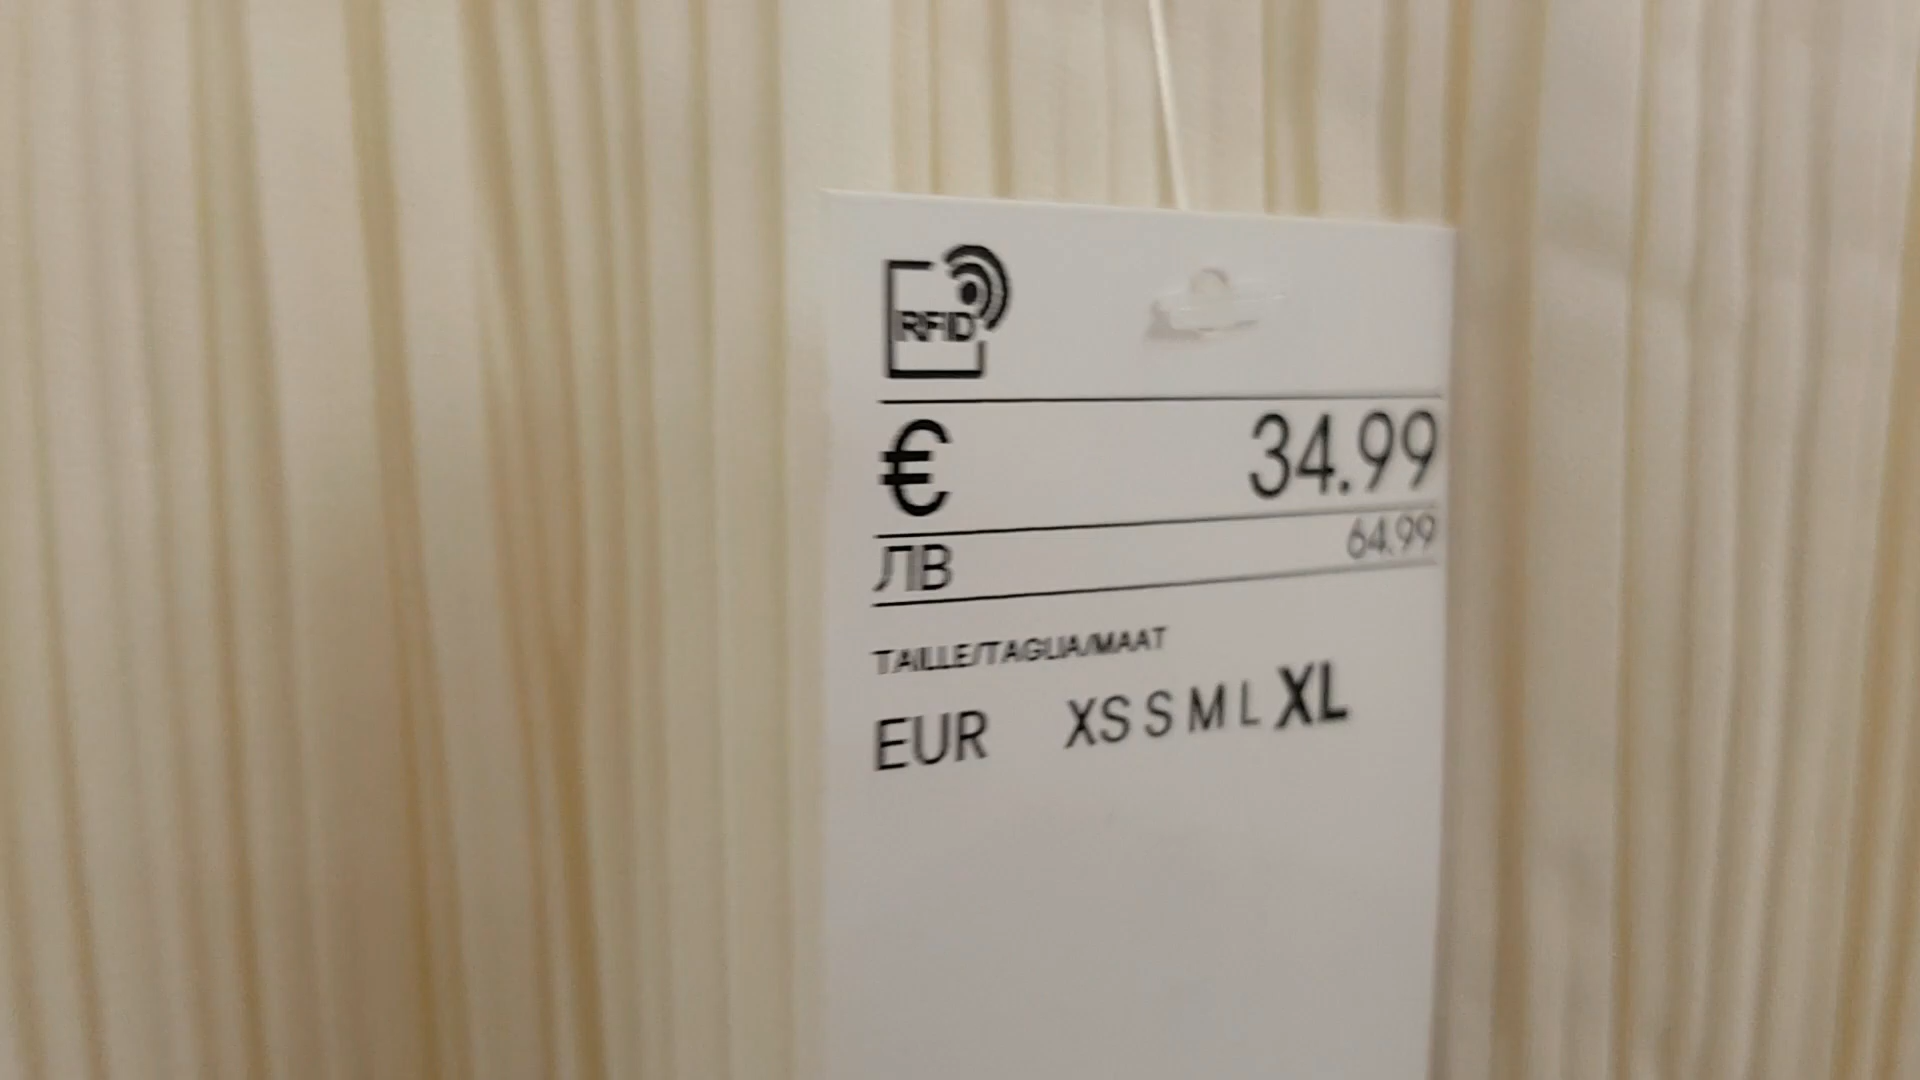 RFID
€ 34.99
ЛВ 64.99
TAILLE/TAGLIA/MAAT
EUR XS S M L XL